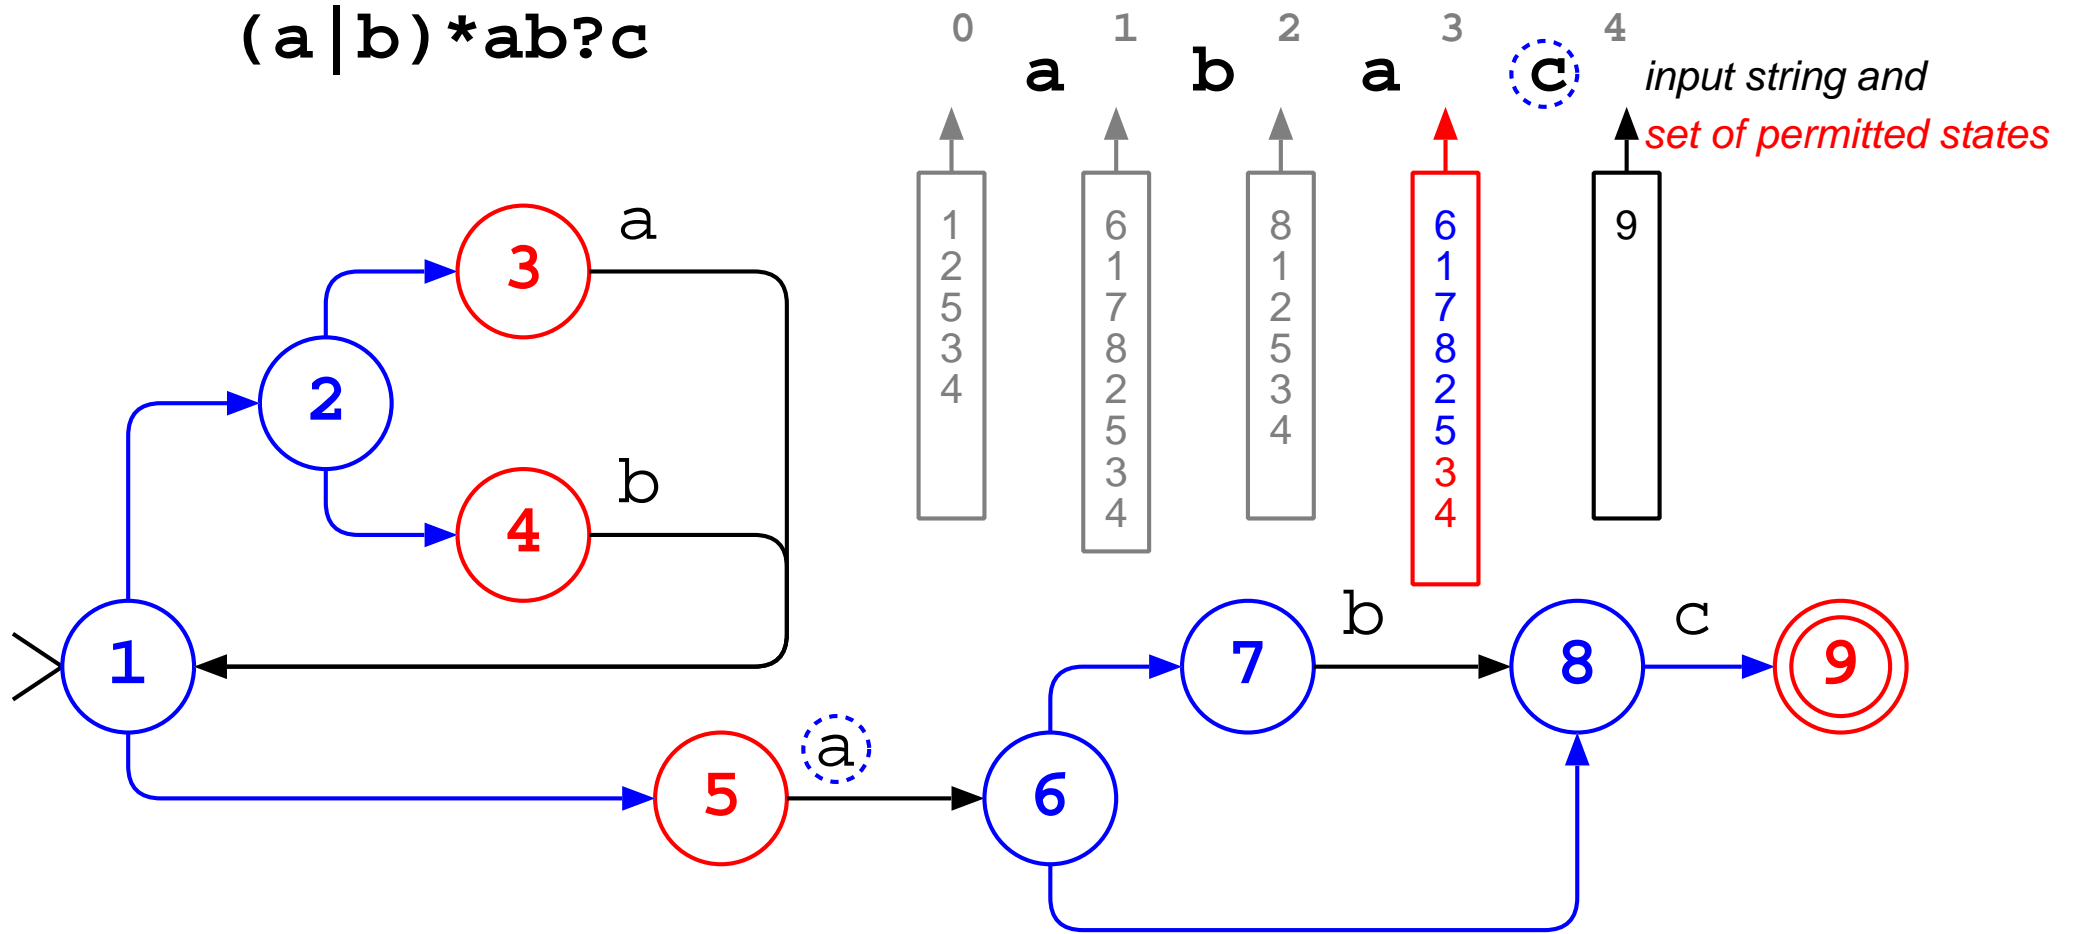 (a|b)*ab?c
0 1 2 3 4
a b a c
input string and
set of permitted states
1 6 8 6 9
2 1 1 1
5 7 2 7
3 8 5 8
4 2 3 2
5 4 5
3 3
4 4
3 a
2
4 b
1
7 b 8 c 9
5 a 6